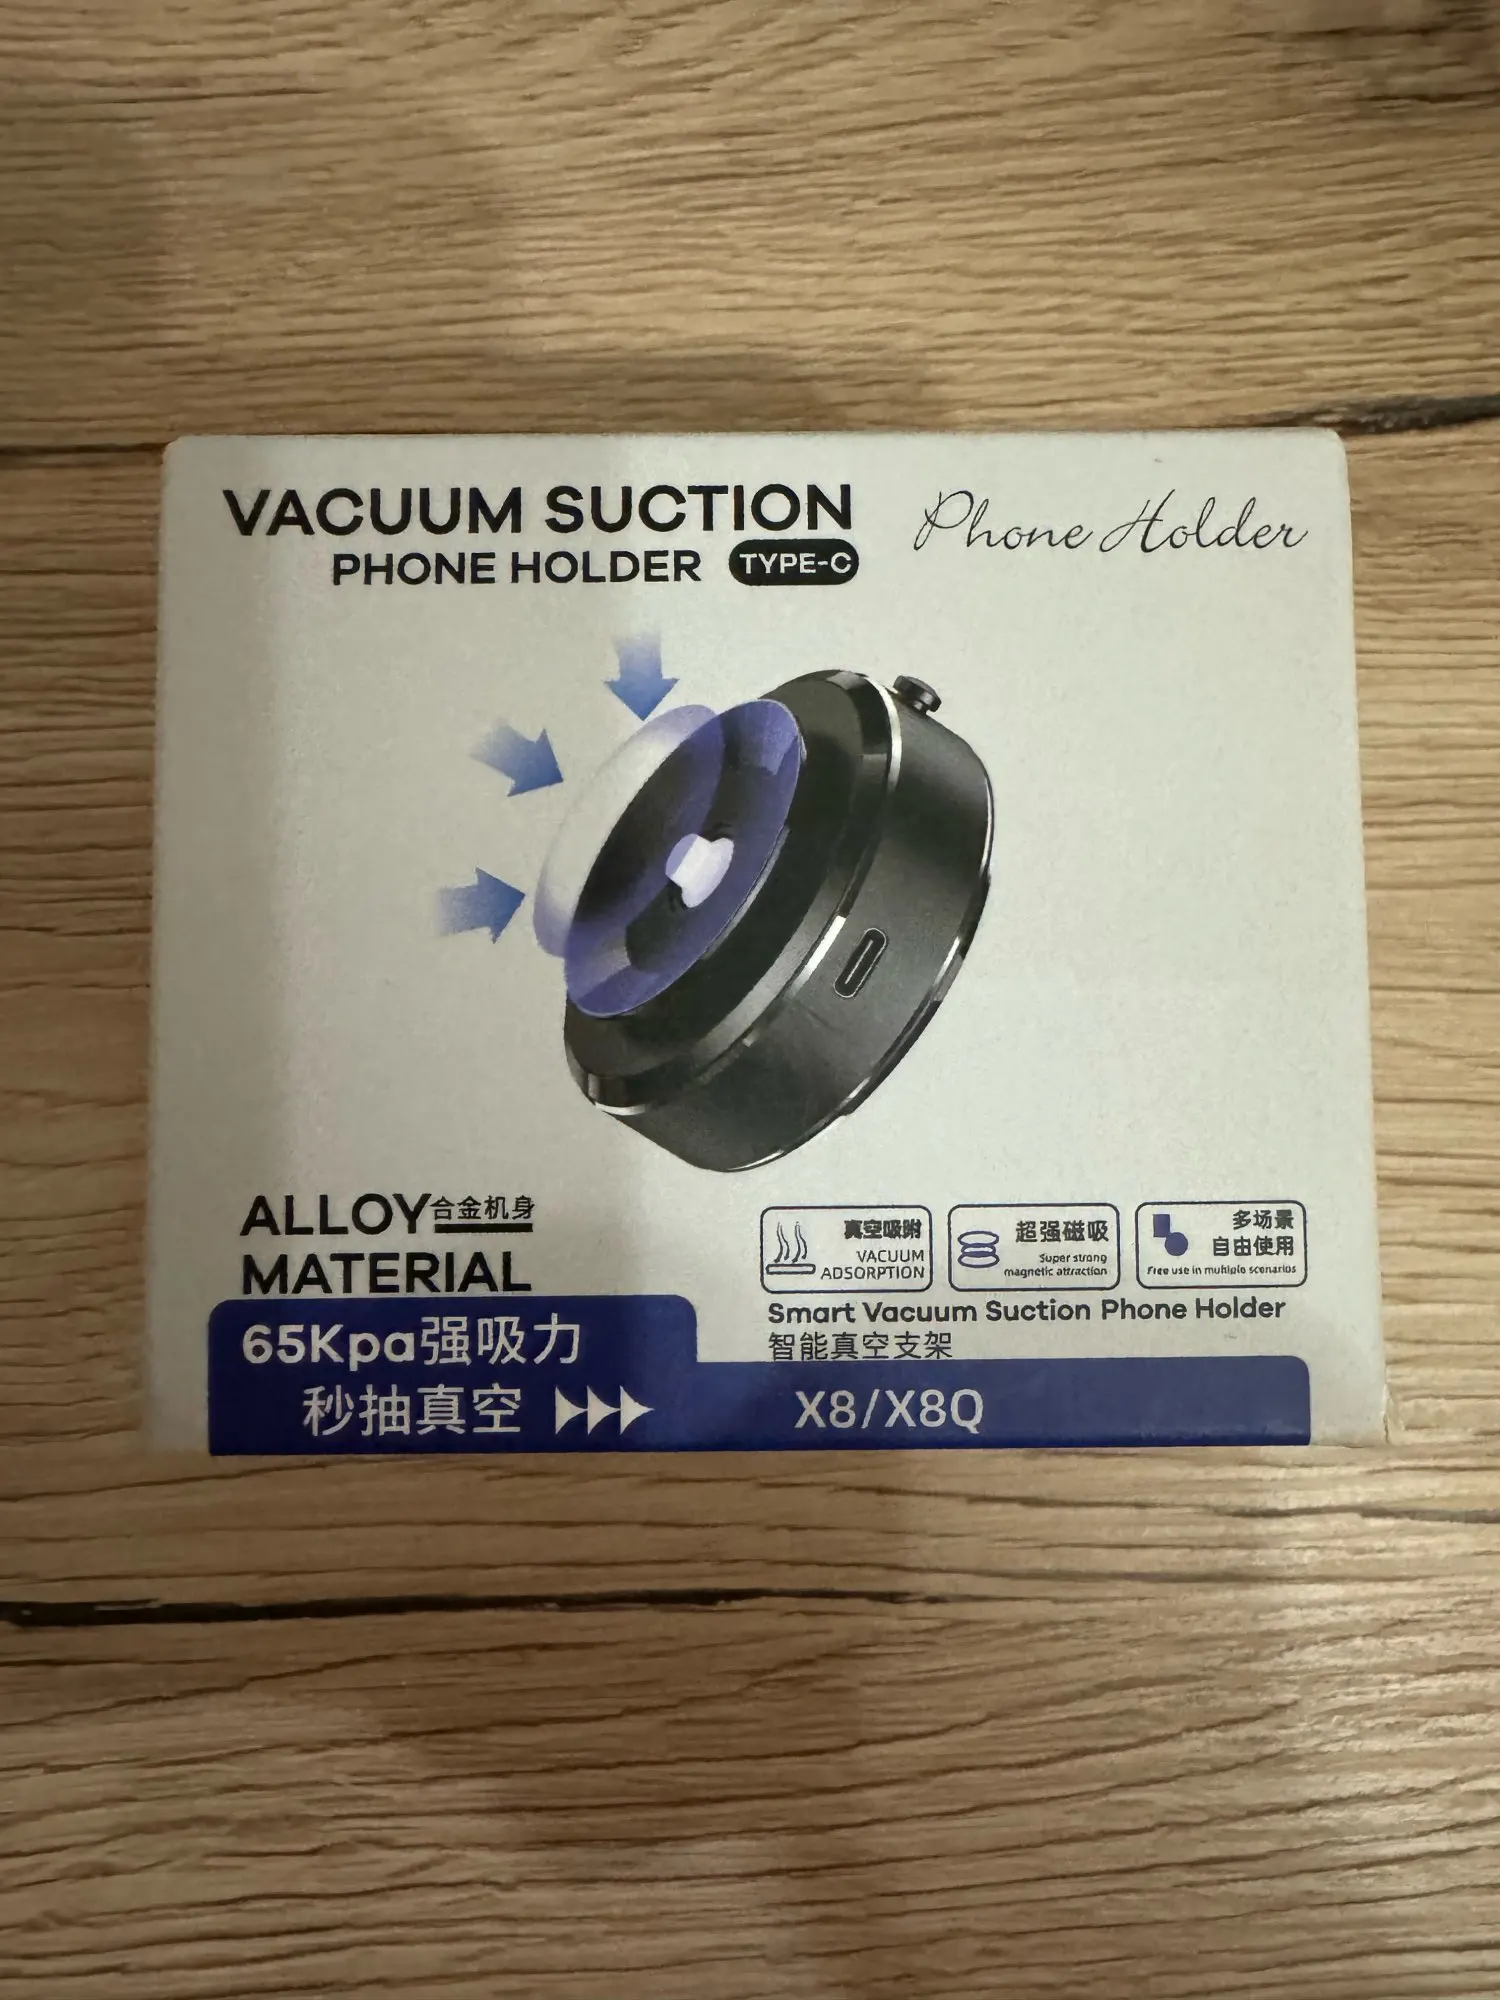 VACUUM SUCTION
PHONE HOLDER TYPE-C
Phone Holder
ALLOY合金机身
MATERIAL
65Kpa强吸力
秒抽真空
真空吸附
VACUUM
ADSORPTION
超强磁吸
Super strong
magnetic attraction
多场景
自由使用
Free use in multiple scenarios
Smart Vacuum Suction Phone Holder
智能真空支架
X8/X8Q